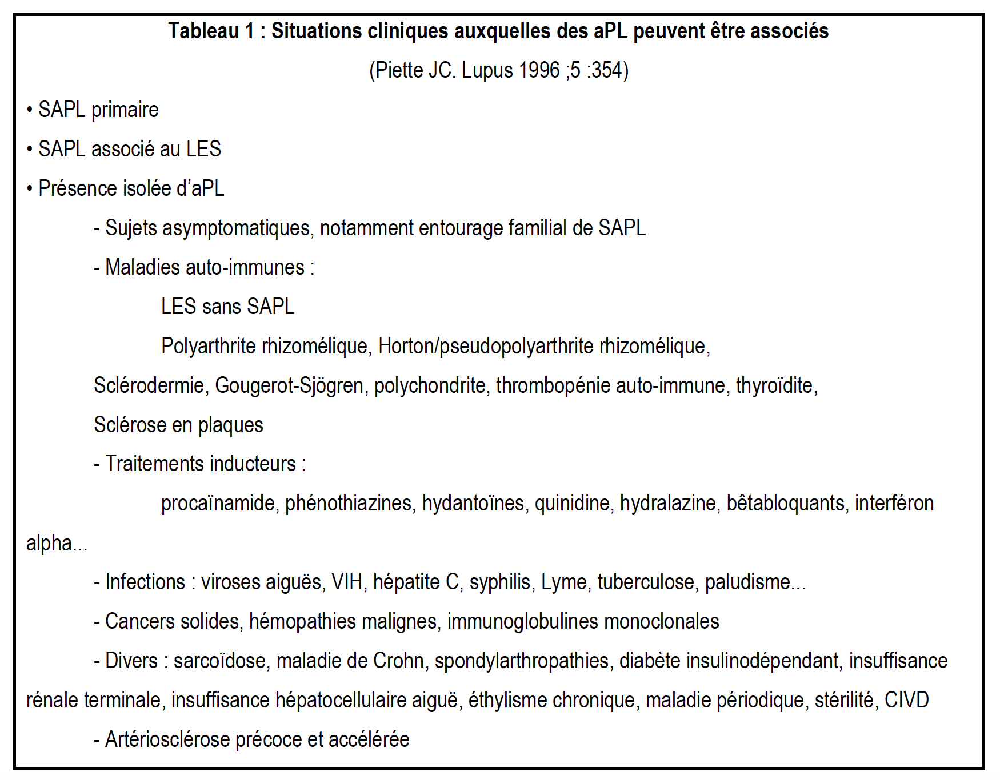 Tableau 1 : Situations cliniques auxquelles des aPL peuvent être associés
(Piette JC. Lupus 1996 ;5 :354)
• SAPL primaire
• SAPL associé au LES
• Présence isolée d’aPL
- Sujets asymptomatiques, notamment entourage familial de SAPL
- Maladies auto-immunes :
LES sans SAPL
Polyarthrite rhizomélique, Horton/pseudopolyarthrite rhizomélique,
Sclérodermie, Gougerot-Sjögren, polychondrite, thrombopénie auto-immune, thyroïdite,
Sclérose en plaques
- Traitements inducteurs :
procaïnamide, phénothiazines, hydantoïnes, quinidine, hydralazine, bêtabloquants, interféron
alpha...
- Infections : viroses aiguës, VIH, hépatite C, syphilis, Lyme, tuberculose, paludisme...
- Cancers solides, hémopathies malignes, immunoglobulines monoclonales
- Divers : sarcoïdose, maladie de Crohn, spondylarthropathies, diabète insulinodépendant, insuffisance
rénale terminale, insuffisance hépatocellulaire aiguë, éthylisme chronique, maladie périodique, stérilité, CIVD
- Artériosclérose précoce et accélérée